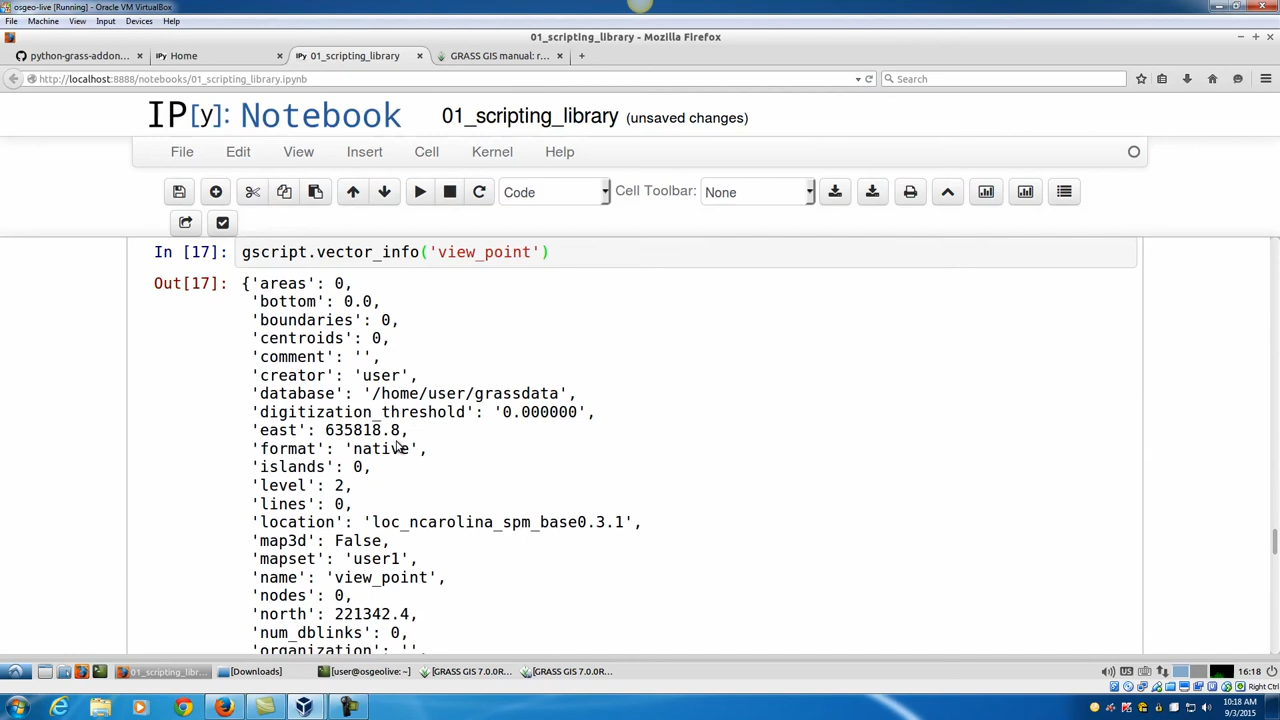 osgeo-live [Running] - Oracle VM VirtualBox
File Machine View Input Devices Help
01_scripting_library - Mozilla Firefox
python-grass-addon...
IPy Home
IPy 01_scripting_library
GRASS GIS manual: r...
http://localhost:8888/notebooks/01_scripting_library.ipynb
Search
IP[y]: Notebook 01_scripting_library (unsaved changes)
File Edit View Insert Cell Kernel Help
Code Cell Toolbar: None
In [17]: gscript.vector_info('view_point')
Out[17]: {'areas': 0,
'bottom': 0.0,
'boundaries': 0,
'centroids': 0,
'comment': '',
'creator': 'user',
'database': '/home/user/grassdata',
'digitization_threshold': '0.000000',
'east': 635818.8,
'format': 'native',
'islands': 0,
'level': 2,
'lines': 0,
'location': 'loc_ncarolina_spm_base0.3.1',
'map3d': False,
'mapset': 'user1',
'name': 'view_point',
'nodes': 0,
'north': 221342.4,
'num_dblinks': 0,
'organization': '',
01_scripting_libr...
[Downloads]
[user@osgeolive: ~]
[GRASS GIS 7.0.0R...
[GRASS GIS 7.0.0R...
US
16:18
Right Ctrl
10:18 AM
9/3/2015